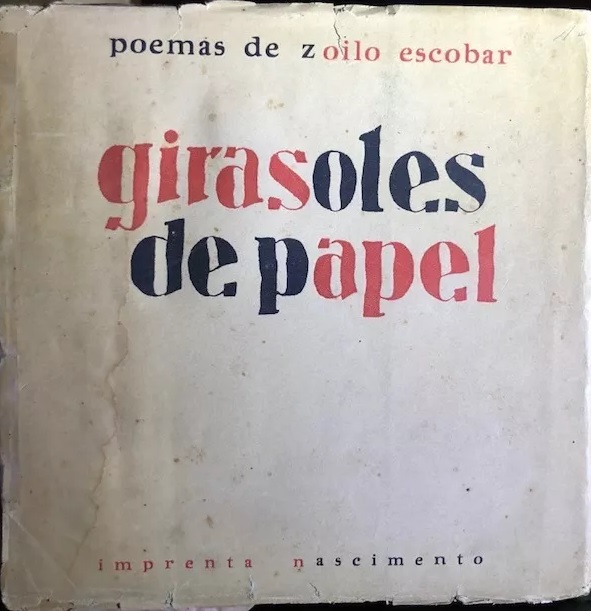 poemas de zoilo escobar
girasoles
de papel
imprenta nascimento